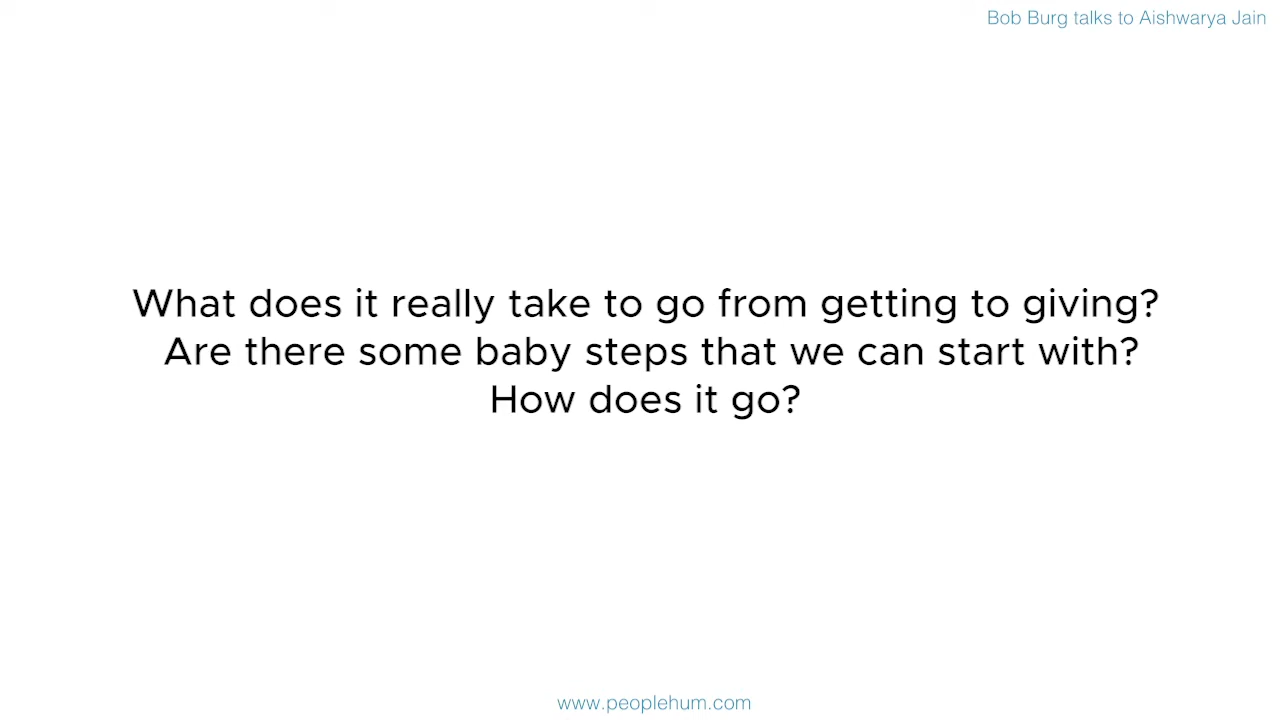 Bob Burg talks to Aishwarya Jain
What does it really take to go from getting to giving?
Are there some baby steps that we can start with?
How does it go?
www.peoplehum.com